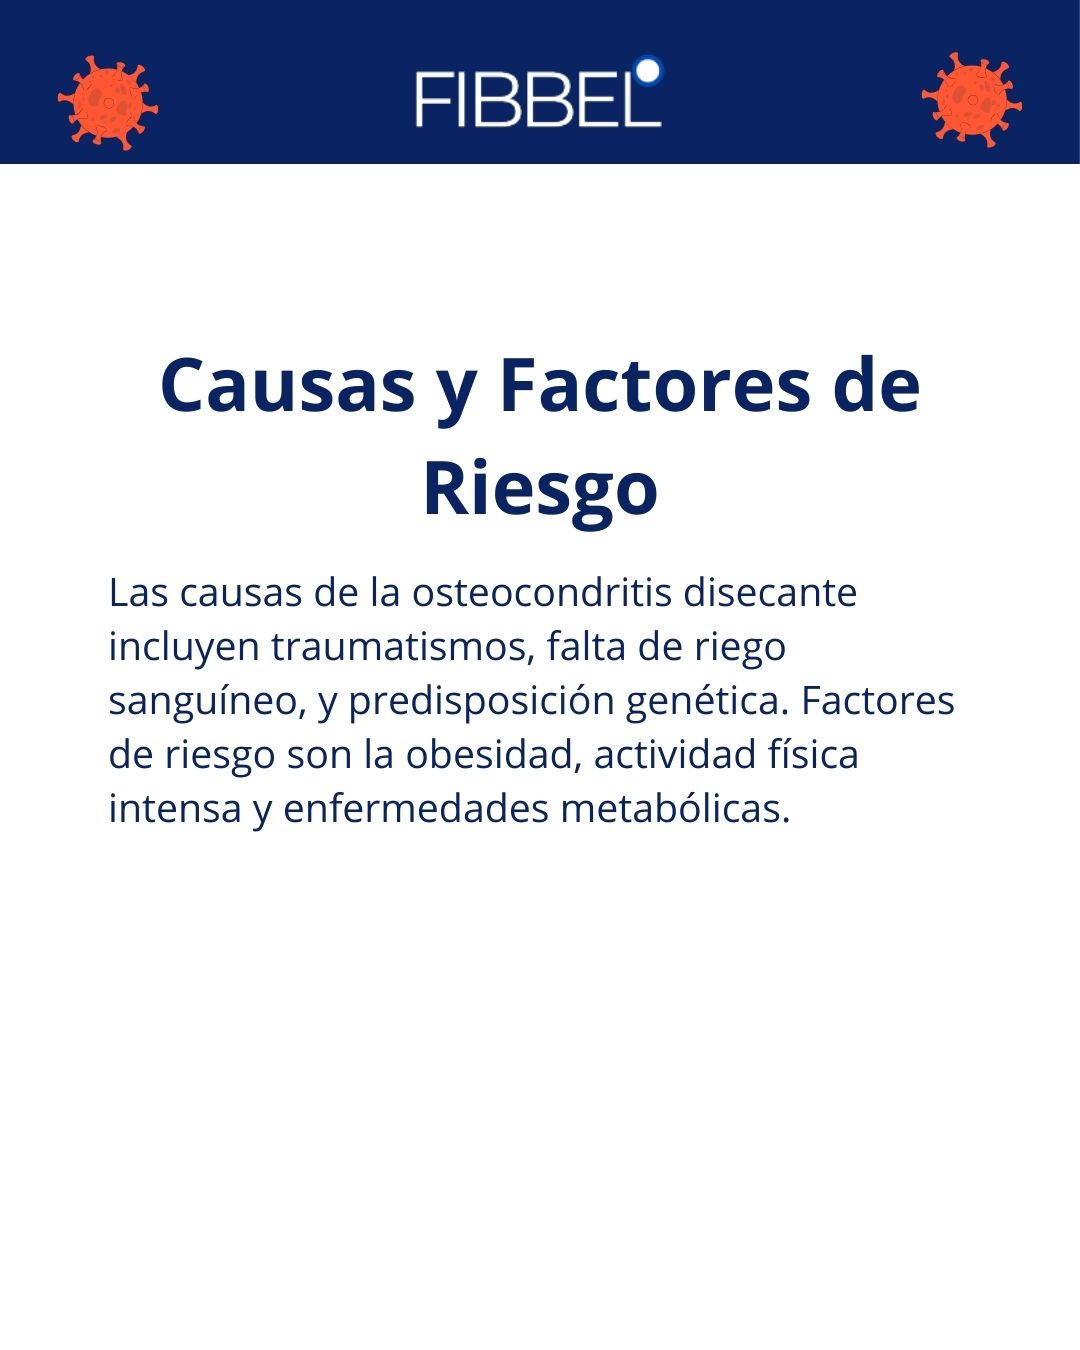 FIBBEL
Causas y Factores de
Riesgo
Las causas de la osteocondritis disecante
incluyen traumatismos, falta de riego
sanguíneo, y predisposición genética. Factores
de riesgo son la obesidad, actividad física
intensa y enfermedades metabólicas.